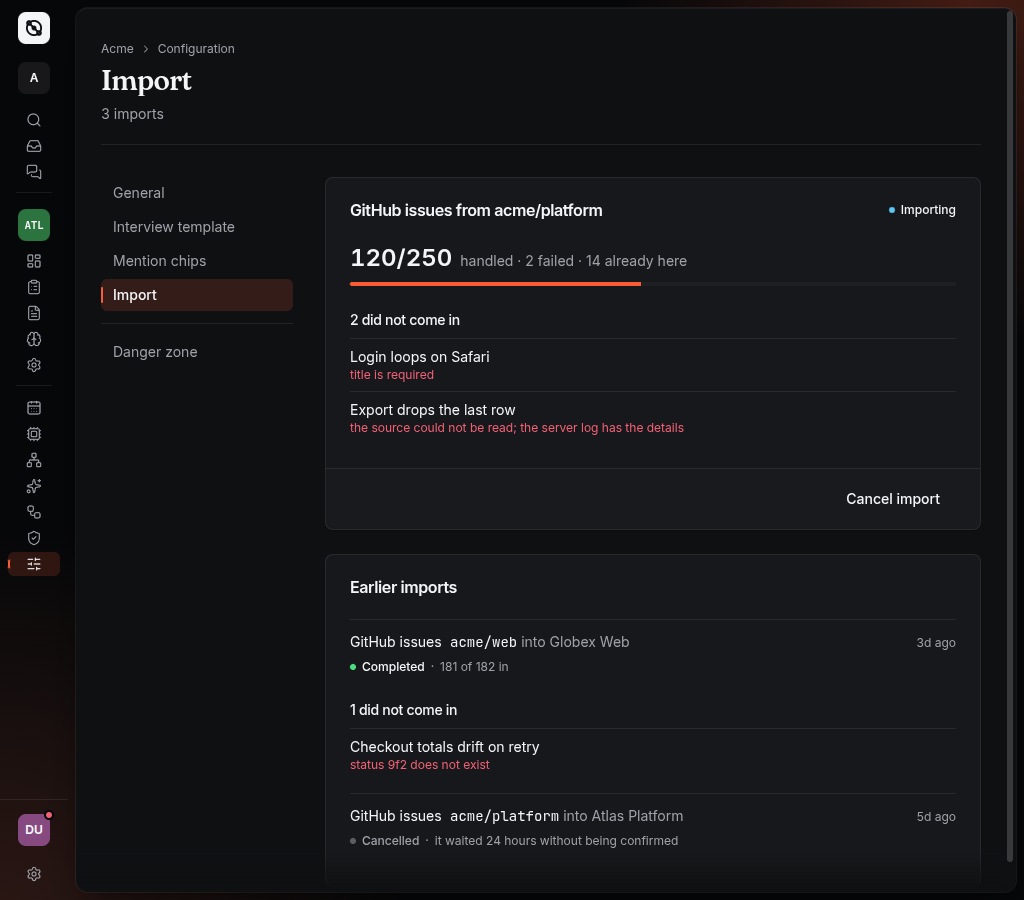 A
ATL
DU
Acme > Configuration
Import
3 imports
General
Interview template
Mention chips
Import
Danger zone
GitHub issues from acme/platform
Importing
120/250 handled · 2 failed · 14 already here
2 did not come in
Login loops on Safari
title is required
Export drops the last row
the source could not be read; the server log has the details
Cancel import
Earlier imports
GitHub issues acme/web into Globex Web
3d ago
Completed · 181 of 182 in
1 did not come in
Checkout totals drift on retry
status 9f2 does not exist
GitHub issues acme/platform into Atlas Platform
5d ago
Cancelled · it waited 24 hours without being confirmed